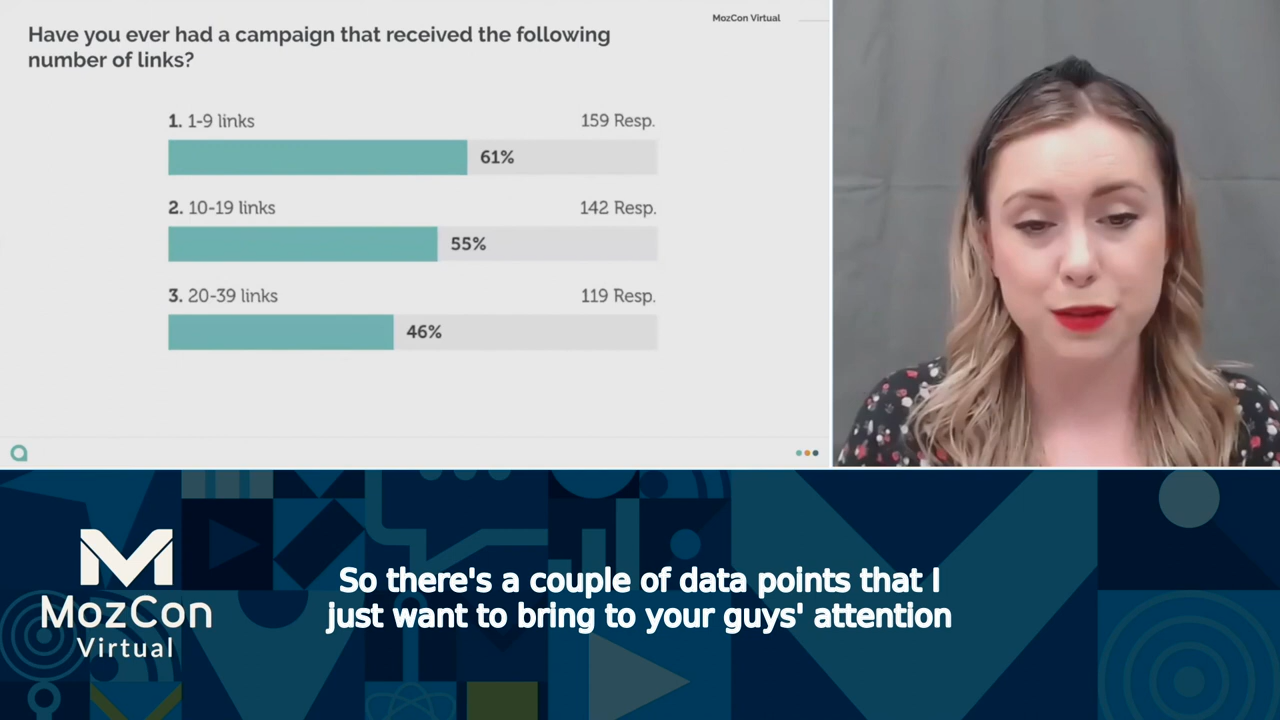 MozCon Virtual
Have you ever had a campaign that received the following
number of links?
1. 1-9 links
159 Resp.
61%
2. 10-19 links
142 Resp.
55%
3. 20-39 links
119 Resp.
46%
MozCon
Virtual
So there's a couple of data points that I
just want to bring to your guys' attention